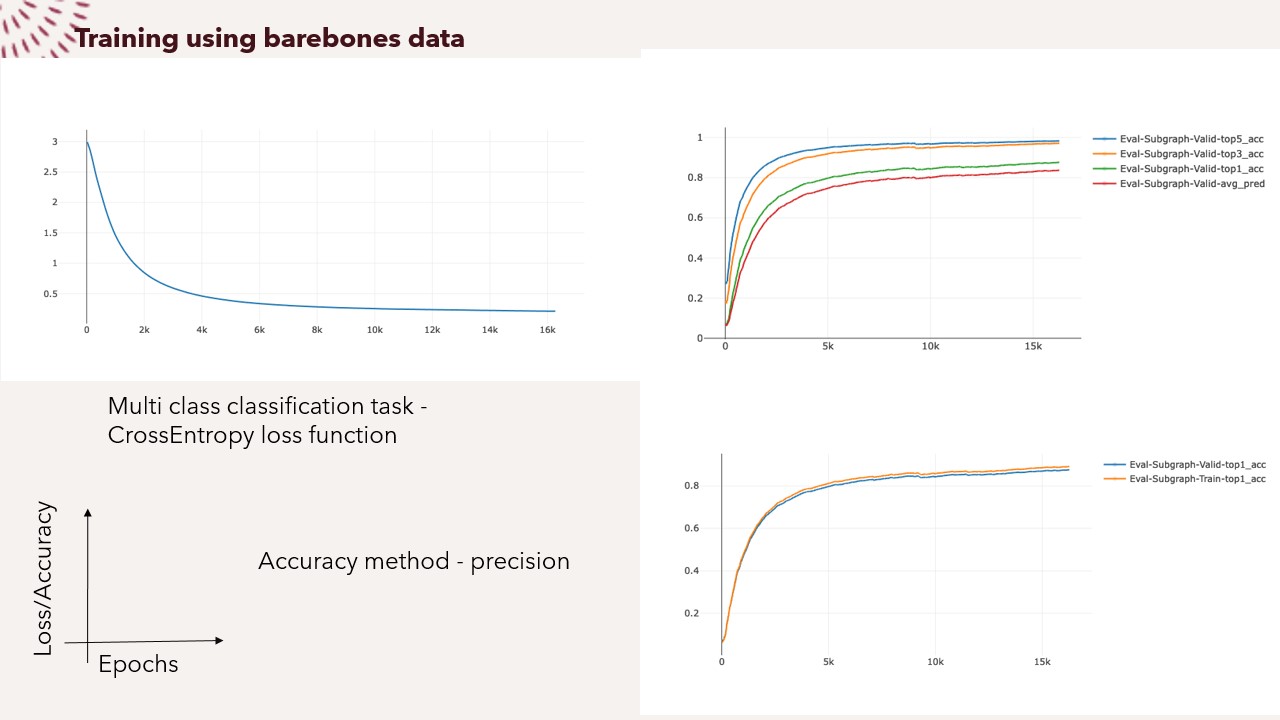 Training using barebones data
3
2.5
2
1.5
1
0.5
0 2k 4k 6k 8k 10k 12k 14k 16k
1
0.8
0.6
0.4
0.2
0
0 5k 10k 15k
Eval-Subgraph-Valid-top5_acc
Eval-Subgraph-Valid-top3_acc
Eval-Subgraph-Valid-top1_acc
Eval-Subgraph-Valid-avg_pred
Multi class classification task -
CrossEntropy loss function
Loss/Accuracy
Epochs
Accuracy method - precision
0.8
0.6
0.4
0.2
0 5k 10k 15k
Eval-Subgraph-Valid-top1_acc
Eval-Subgraph-Train-top1_acc